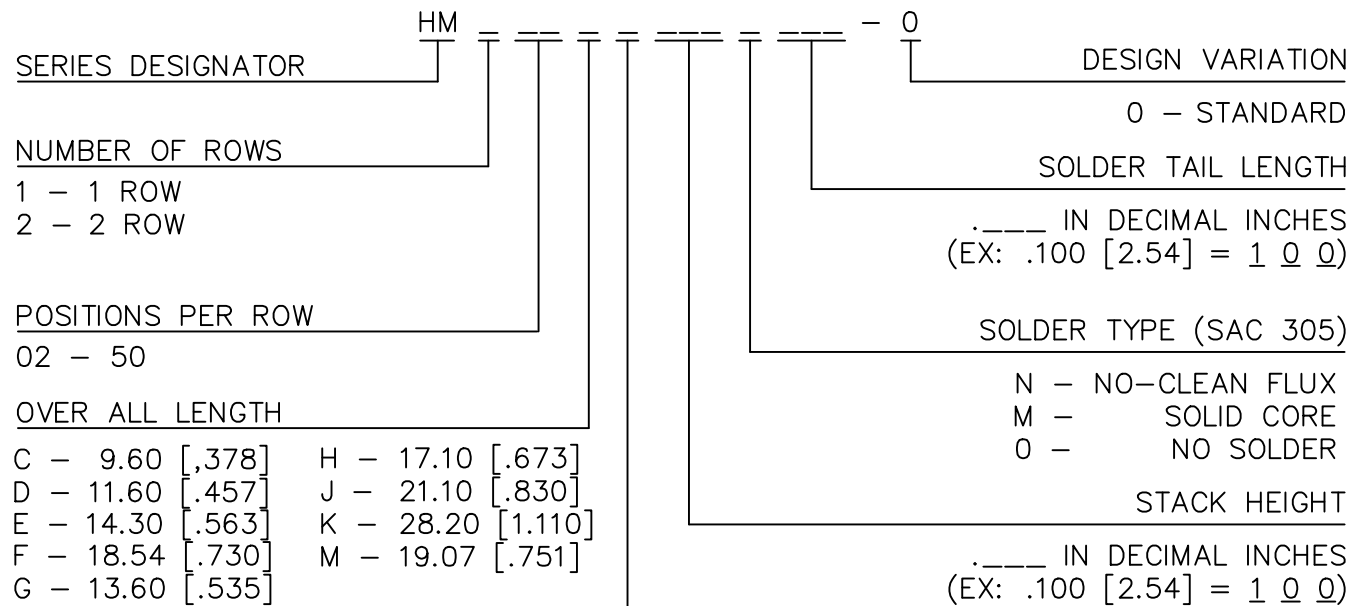 HM _ __ _ _ ___ _ ___ - 0
SERIES DESIGNATOR
NUMBER OF ROWS
1 - 1 ROW
2 - 2 ROW
POSITIONS PER ROW
02 - 50
OVER ALL LENGTH
C - 9.60 [,378]
D - 11.60 [.457]
E - 14.30 [.563]
F - 18.54 [.730]
G - 13.60 [.535]
H - 17.10 [.673]
J - 21.10 [.830]
K - 28.20 [1.110]
M - 19.07 [.751]
DESIGN VARIATION
0 - STANDARD
SOLDER TAIL LENGTH
.___ IN DECIMAL INCHES
(EX: .100 [2.54] = 1 0 0)
SOLDER TYPE (SAC 305)
N - NO-CLEAN FLUX
M - SOLID CORE
0 - NO SOLDER
STACK HEIGHT
.___ IN DECIMAL INCHES
(EX: .100 [2.54] = 1 0 0)